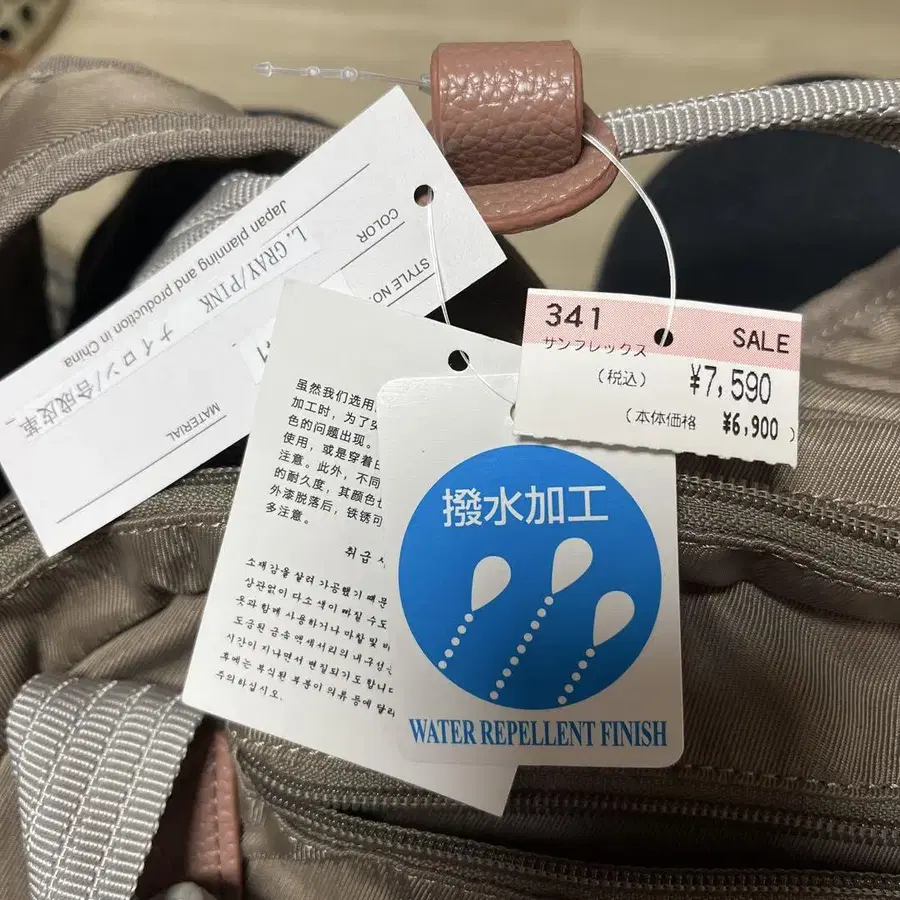 Japan planning and production in China
COLOR
L. GRAY/PINK
STYLE NO.
MATERIAL
ナイロン/合成皮革
虽然我们选用
加工时，为了突
色的问题出现。
使用，或是穿着
注意。此外，不同
的耐久度，其颜色
外漆脱落后，铁锈可
多注意。
취급
소재감을 살려 가공했기 때문
상관없이 다소 색이 빠질 수도
옷과 함께 사용하거나 마찰 및 비
도금된 금속 액세서리의 내구성
시간이 지나면서 변질되기도 합니다
후에는 부식된 부분이 의류 등에 달라
주의하십시오.
341
SALE
サンフレックス
(税込) ¥7,590
(本体価格 ¥6,900)
撥水加工
WATER REPELLENT FINISH